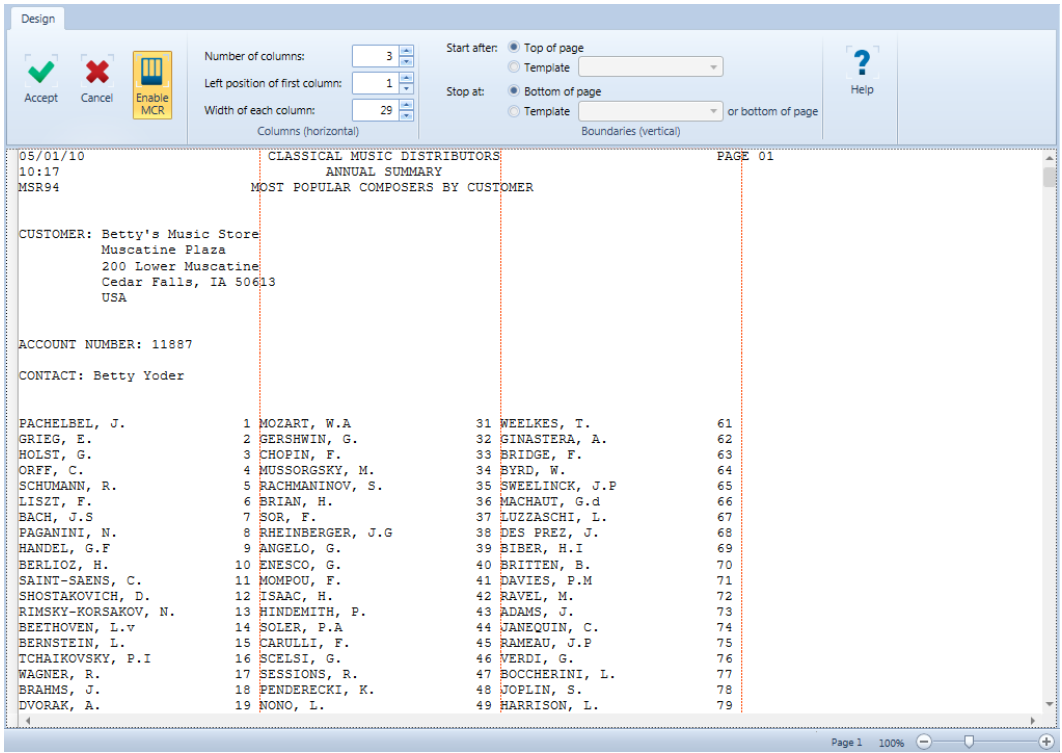 Design
Accept
Cancel
Enable MCR
Number of columns: 3
Left position of first column: 1
Width of each column: 29
Columns (horizontal)
Start after: Top of page
Template
Stop at: Bottom of page
Template or bottom of page
Boundaries (vertical)
?
Help
05/01/10 CLASSICAL MUSIC DISTRIBUTORS PAGE 01
10:17 ANNUAL SUMMARY
MSR94 MOST POPULAR COMPOSERS BY CUSTOMER
CUSTOMER: Betty's Music Store
Muscatine Plaza
200 Lower Muscatine
Cedar Falls, IA 50613
USA
ACCOUNT NUMBER: 11887
CONTACT: Betty Yoder
PACHELBEL, J. 1 MOZART, W.A 31 WEELKES, T. 61
GRIEG, E. 2 GERSHWIN, G. 32 GINASTERA, A. 62
HOLST, G. 3 CHOPIN, F. 33 BRIDGE, F. 63
ORFF, C. 4 MUSSORGSKY, M. 34 BYRD, W. 64
SCHUMANN, R. 5 RACHMANINOV, S. 35 SWEELINCK, J.P 65
LISZT, F. 6 BRIAN, H. 36 MACHAUT, G.d 66
BACH, J.S 7 SOR, F. 37 LUZZASCHI, L. 67
PAGANINI, N. 8 RHEINBERGER, J.G 38 DES PREZ, J. 68
HANDEL, G.F 9 ANGELO, G. 39 BIBER, H.I 69
BERLIOZ, H. 10 ENESCO, G. 40 BRITTEN, B. 70
SAINT-SAENS, C. 11 MOMPOU, F. 41 DAVIES, P.M 71
SHOSTAKOVICH, D. 12 ISAAC, H. 42 RAVEL, M. 72
RIMSKY-KORSAKOV, N. 13 HINDEMITH, P. 43 ADAMS, J. 73
BEETHOVEN, L.v 14 SOLER, P.A 44 JANEQUIN, C. 74
BERNSTEIN, L. 15 CARULLI, F. 45 RAMEAU, J.P 75
TCHAIKOVSKY, P.I 16 SCELSI, G. 46 VERDI, G. 76
WAGNER, R. 17 SESSIONS, R. 47 BOCCHERINI, L. 77
BRAHMS, J. 18 PENDERECKI, K. 48 JOPLIN, S. 78
DVORAK, A. 19 NONO, L. 49 HARRISON, L. 79
Page 1 100%